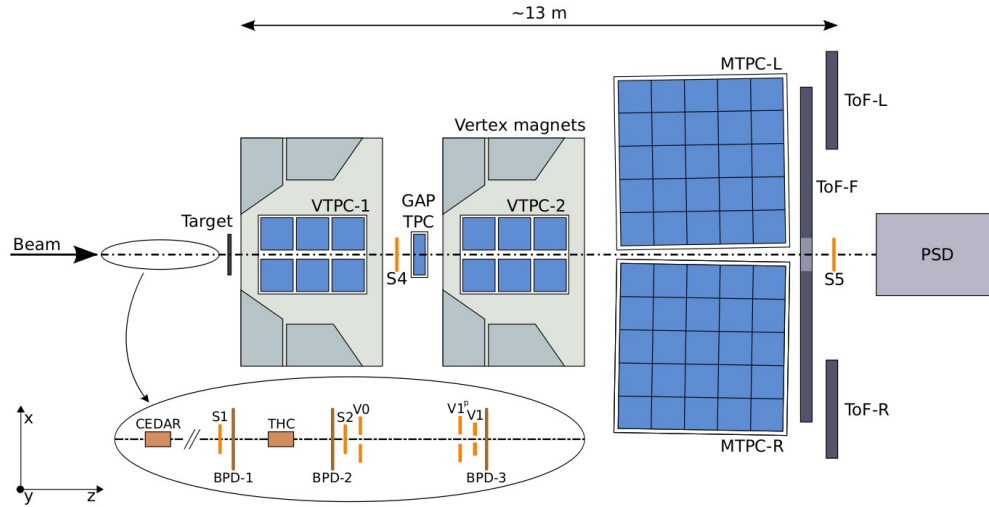 ~13 m
MTPC-L
ToF-L
Vertex magnets
ToF-F
Target
VTPC-1
GAP
TPC
VTPC-2
Beam
S4
S5
PSD
x
y
z
CEDAR
S1
THC
S2
V0
V1ᵖ
V1
BPD-1
BPD-2
BPD-3
MTPC-R
ToF-R